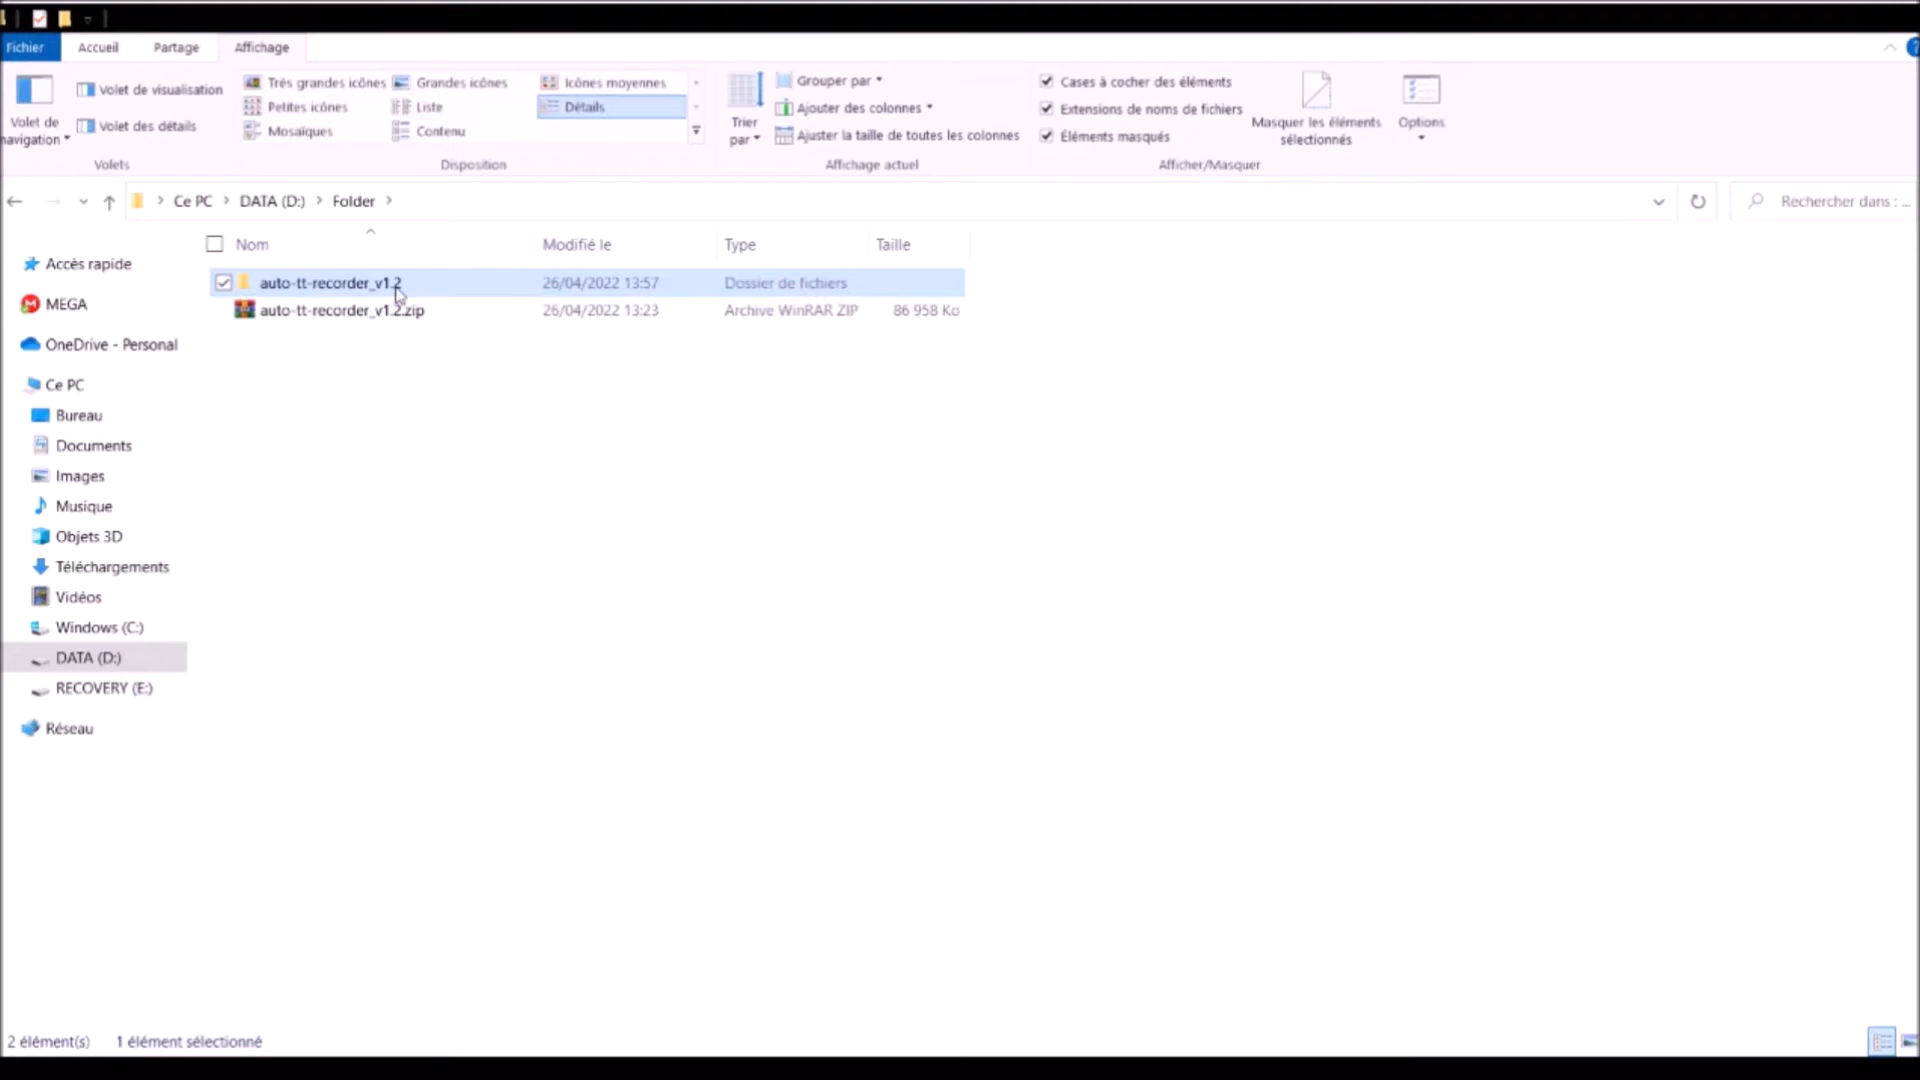 Fichier Accueil Partage Affichage
Volet de navigation
Volet de visualisation
Volet des détails
Volets
Très grandes icônes Grandes icônes Icônes moyennes
Petites icônes Liste Détails
Mosaïques Contenu
Disposition
Trier par
Grouper par
Ajouter des colonnes
Ajuster la taille de toutes les colonnes
Affichage actuel
Cases à cocher des éléments
Extensions de noms de fichiers
Éléments masqués
Masquer les éléments sélectionnés
Options
Afficher/Masquer
Ce PC DATA (D:) Folder
Rechercher dans : ...
Nom Modifié le Type Taille
auto-tt-recorder_v1.2 26/04/2022 13:57 Dossier de fichiers
auto-tt-recorder_v1.2.zip 26/04/2022 13:23 Archive WinRAR ZIP 86 958 Ko
Accès rapide
MEGA
OneDrive - Personal
Ce PC
Bureau
Documents
Images
Musique
Objets 3D
Téléchargements
Vidéos
Windows (C:)
DATA (D:)
RECOVERY (E:)
Réseau
2 élément(s) 1 élément sélectionné